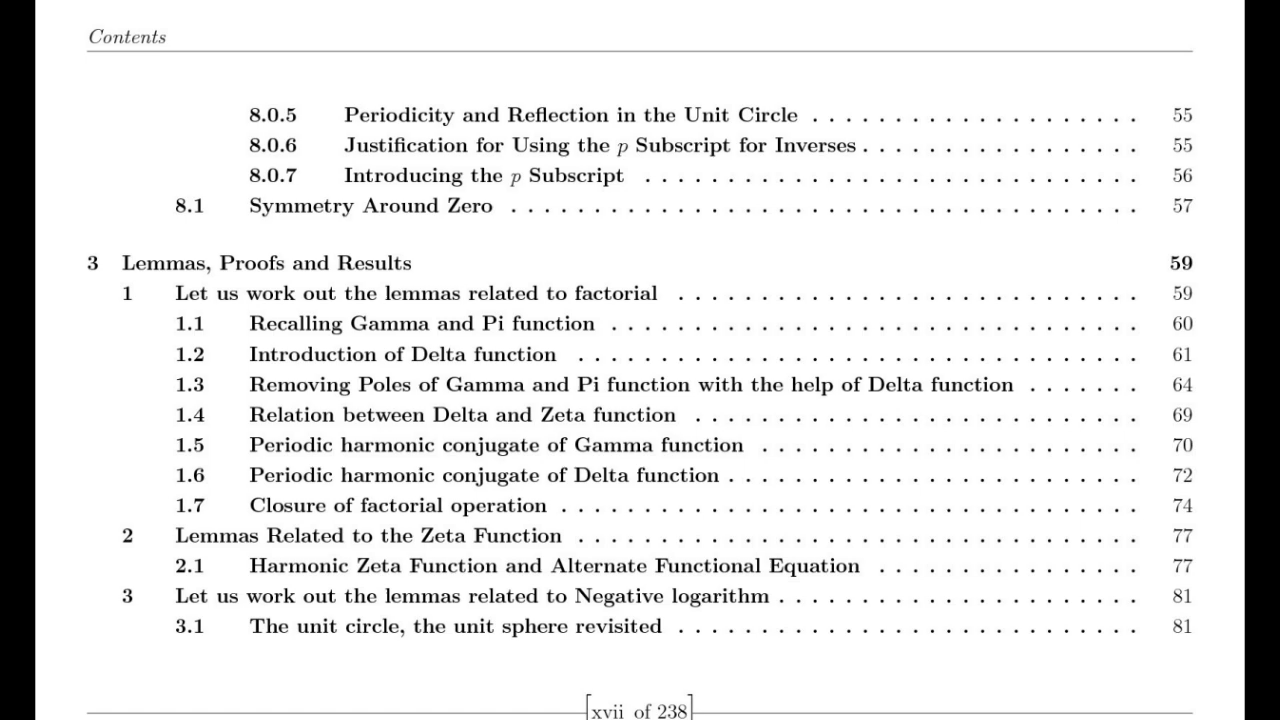 Contents
8.0.5 Periodicity and Reflection in the Unit Circle . . . . . . . . . . . . . . . . . . . . 55
8.0.6 Justification for Using the p Subscript for Inverses . . . . . . . . . . . . . . . . . 55
8.0.7 Introducing the p Subscript . . . . . . . . . . . . . . . . . . . . . . . . . . . . . . 56
8.1 Symmetry Around Zero . . . . . . . . . . . . . . . . . . . . . . . . . . . . . . . . . . . . . . 57
3 Lemmas, Proofs and Results 59
1 Let us work out the lemmas related to factorial . . . . . . . . . . . . . . . . . . . . . . . . . . . . 59
1.1 Recalling Gamma and Pi function . . . . . . . . . . . . . . . . . . . . . . . . . . . . . . . . 60
1.2 Introduction of Delta function . . . . . . . . . . . . . . . . . . . . . . . . . . . . . . . . . . 61
1.3 Removing Poles of Gamma and Pi function with the help of Delta function . . . . . . . 64
1.4 Relation between Delta and Zeta function . . . . . . . . . . . . . . . . . . . . . . . . . . . 69
1.5 Periodic harmonic conjugate of Gamma function . . . . . . . . . . . . . . . . . . . . . . . 70
1.6 Periodic harmonic conjugate of Delta function . . . . . . . . . . . . . . . . . . . . . . . . . 72
1.7 Closure of factorial operation . . . . . . . . . . . . . . . . . . . . . . . . . . . . . . . . . . . 74
2 Lemmas Related to the Zeta Function . . . . . . . . . . . . . . . . . . . . . . . . . . . . . . . . . . 77
2.1 Harmonic Zeta Function and Alternate Functional Equation . . . . . . . . . . . . . . . . 77
3 Let us work out the lemmas related to Negative logarithm . . . . . . . . . . . . . . . . . . . . . . 81
3.1 The unit circle, the unit sphere revisited . . . . . . . . . . . . . . . . . . . . . . . . . . . . 81
[xvii of 238]